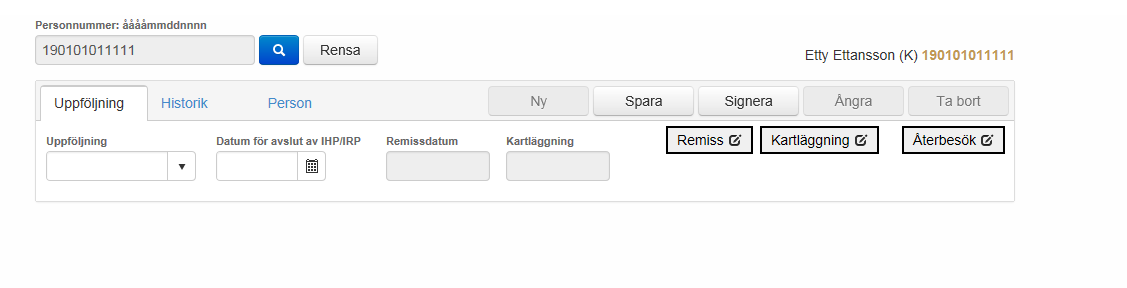 Personnummer: ååååmmddnnnn
190101011111 Rensa
Etty Ettansson (K) 190101011111
Uppföljning Historik Person Ny Spara Signera Ångra Ta bort
Uppföljning Datum för avslut av IHP/IRP Remissdatum Kartläggning Remiss Kartläggning Återbesök